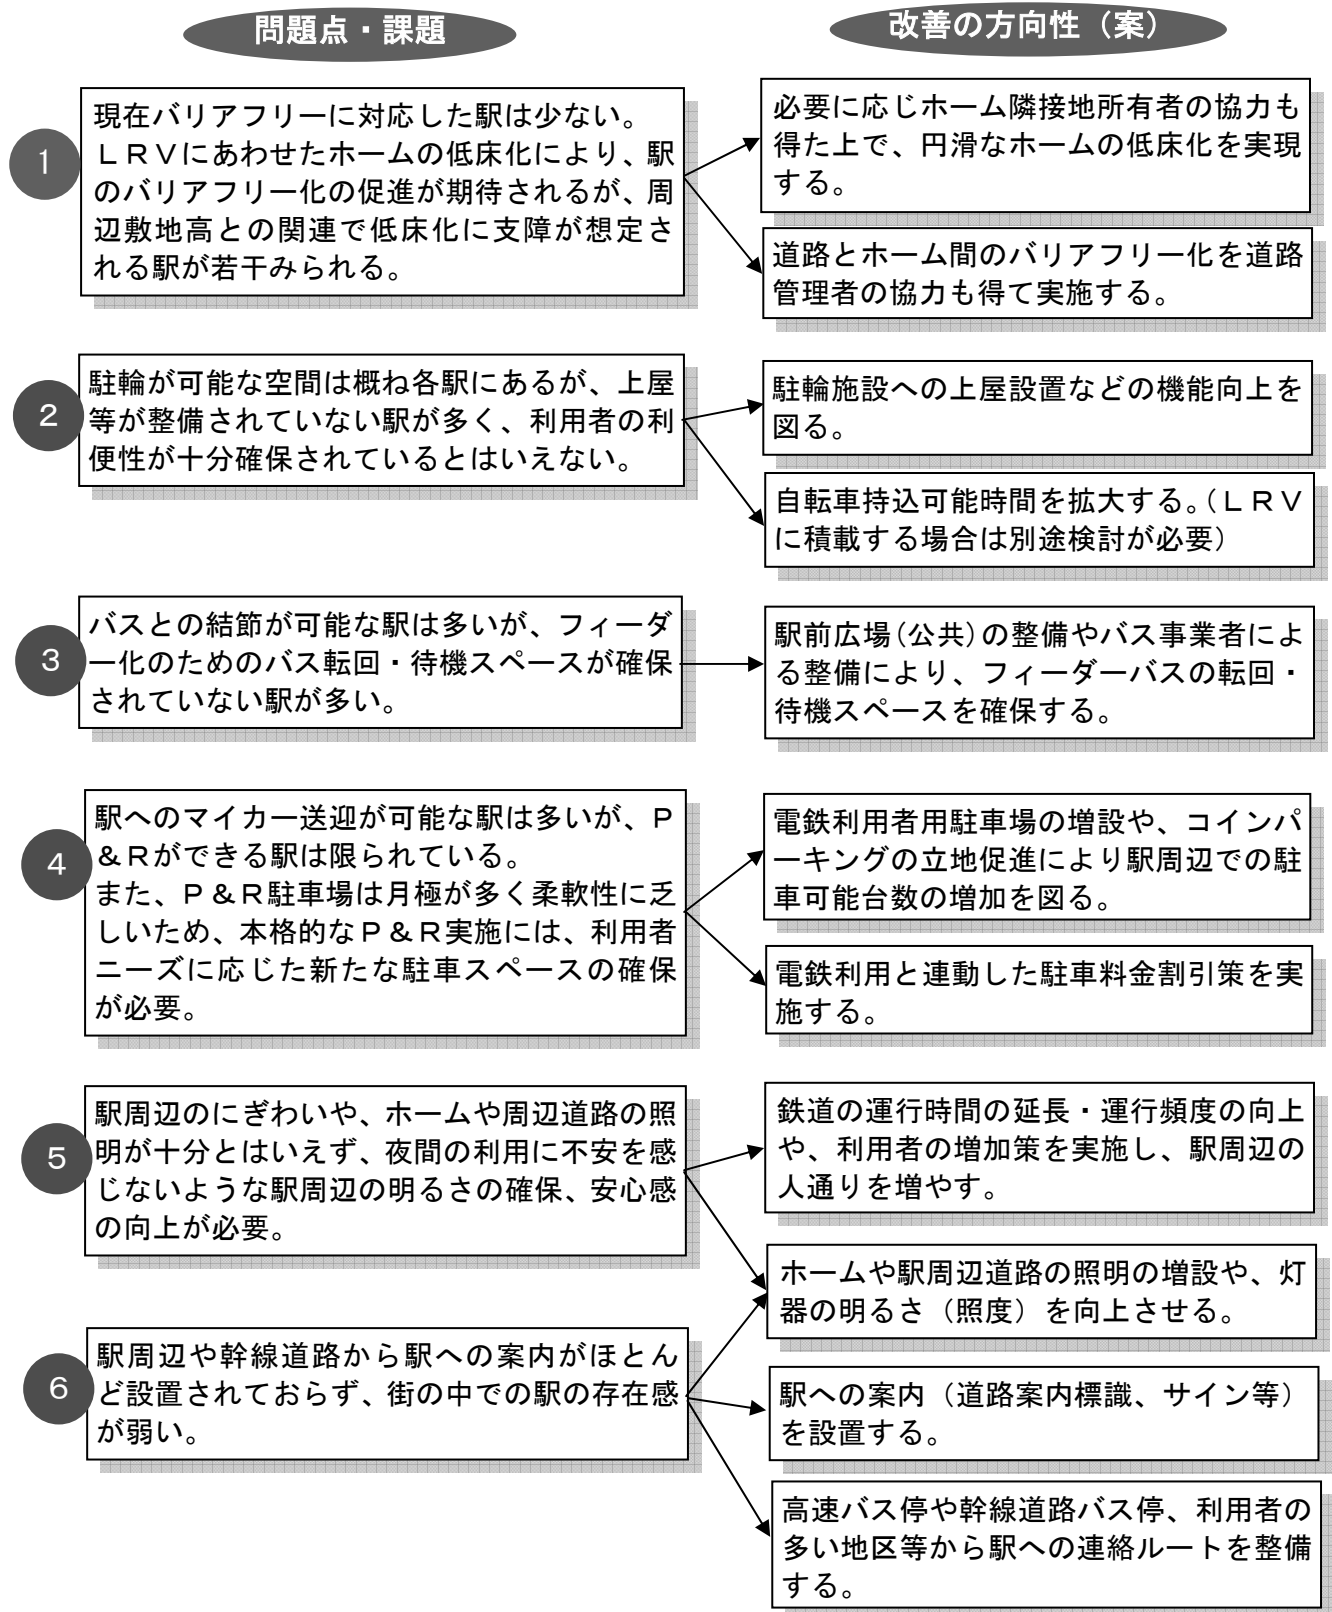 問題点・課題
改善の方向性（案）
1
現在バリアフリーに対応した駅は少ない。
ＬＲＶにあわせたホームの低床化により、駅
のバリアフリー化の促進が期待されるが、周
辺敷地高との関連で低床化に支障が想定さ
れる駅が若干みられる。
必要に応じホーム隣接地所有者の協力も
得た上で、円滑なホームの低床化を実現
する。
道路とホーム間のバリアフリー化を道路
管理者の協力も得て実施する。
２
駐輪が可能な空間は概ね各駅にあるが、上屋
等が整備されていない駅が多く、利用者の利
便性が十分確保されているとはいえない。
駐輪施設への上屋設置などの機能向上を
図る。
自転車持込可能時間を拡大する。（ＬＲＶ
に積載する場合は別途検討が必要）
３
バスとの結節が可能な駅は多いが、フィーダ
ー化のためのバス転回・待機スペースが確保
されていない駅が多い。
駅前広場(公共)の整備やバス事業者によ
る整備により、フィーダーバスの転回・
待機スペースを確保する。
４
駅へのマイカー送迎が可能な駅は多いが、Ｐ
＆Ｒができる駅は限られている。
また、Ｐ＆Ｒ駐車場は月極が多く柔軟性に乏
しいため、本格的なＰ＆Ｒ実施には、利用者
ニーズに応じた新たな駐車スペースの確保
が必要。
電鉄利用者用駐車場の増設や、コインパ
ーキングの立地促進により駅周辺での駐
車可能台数の増加を図る。
電鉄利用と連動した駐車料金割引策を実
施する。
５
駅周辺のにぎわいや、ホームや周辺道路の照
明が十分とはいえず、夜間の利用に不安を感
じないような駅周辺の明るさの確保、安心感
の向上が必要。
鉄道の運行時間の延長・運行頻度の向上
や、利用者の増加策を実施し、駅周辺の
人通りを増やす。
ホームや駅周辺道路の照明の増設や、灯
器の明るさ（照度）を向上させる。
６
駅周辺や幹線道路から駅への案内がほとん
ど設置されておらず、街の中での駅の存在感
が弱い。
駅への案内（道路案内標識、サイン等）
を設置する。
高速バス停や幹線道路バス停、利用者の
多い地区等から駅への連絡ルートを整備
する。